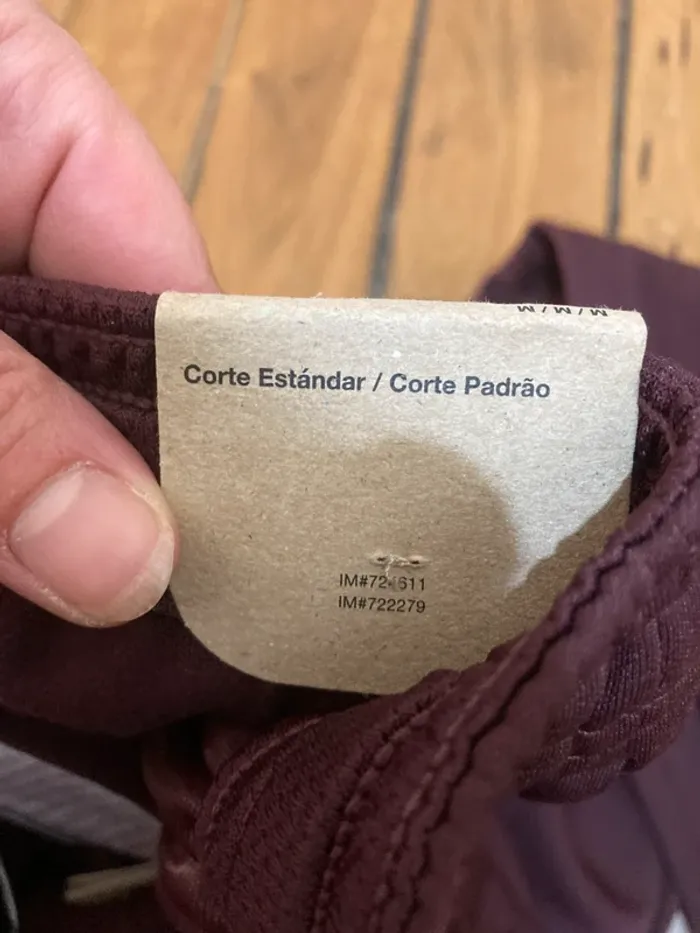 M / M / M
Corte Estándar / Corte Padrão
IM#722279